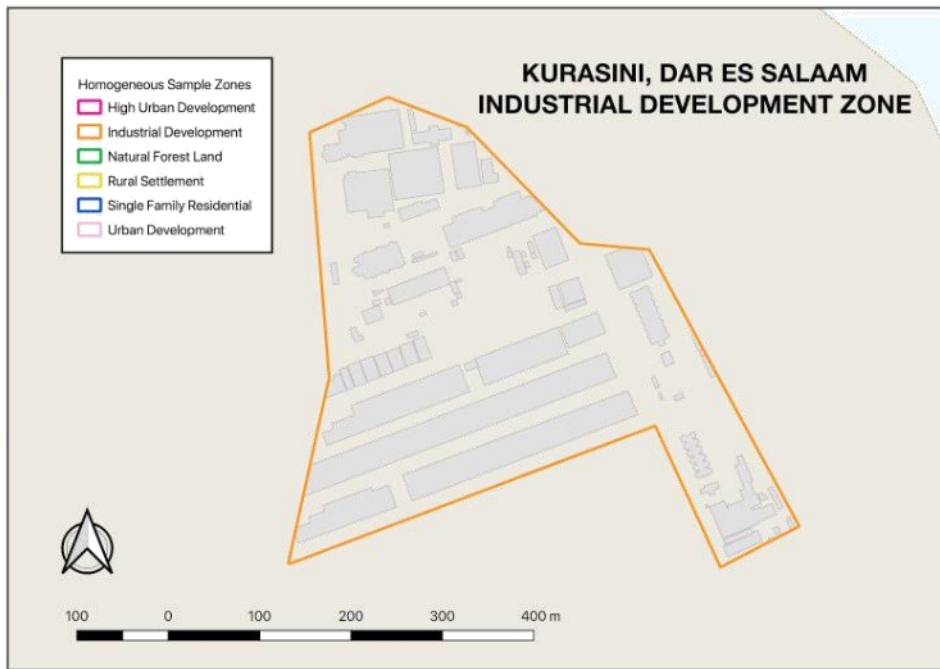 KURASINI, DAR ES SALAAM
INDUSTRIAL DEVELOPMENT ZONE
Homogeneous Sample Zones
High Urban Development
Industrial Development
Natural Forest Land
Rural Settlement
Single Family Residential
Urban Development
100 0 100 200 300 400 m